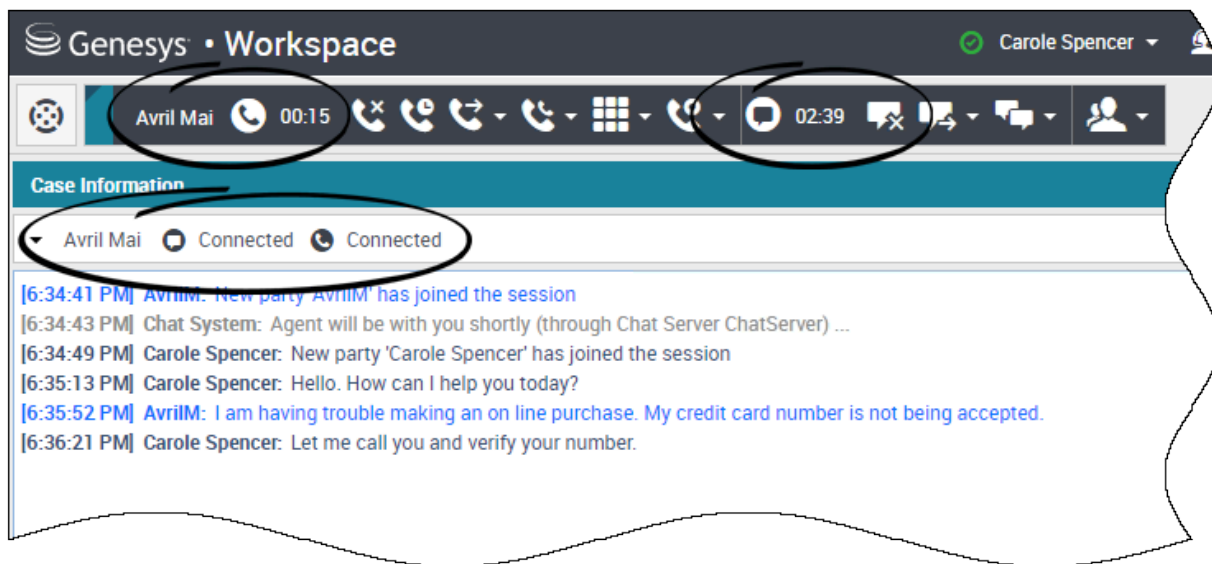 Genesys • Workspace Carole Spencer
Avril Mai 00:15 02:39
Case Information
Avril Mai Connected Connected
[6:34:41 PM] AvrilM: New party 'AvrilM' has joined the session
[6:34:43 PM] Chat System: Agent will be with you shortly (through Chat Server ChatServer) ...
[6:34:49 PM] Carole Spencer: New party 'Carole Spencer' has joined the session
[6:35:13 PM] Carole Spencer: Hello. How can I help you today?
[6:35:52 PM] AvrilM: I am having trouble making an on line purchase. My credit card number is not being accepted.
[6:36:21 PM] Carole Spencer: Let me call you and verify your number.